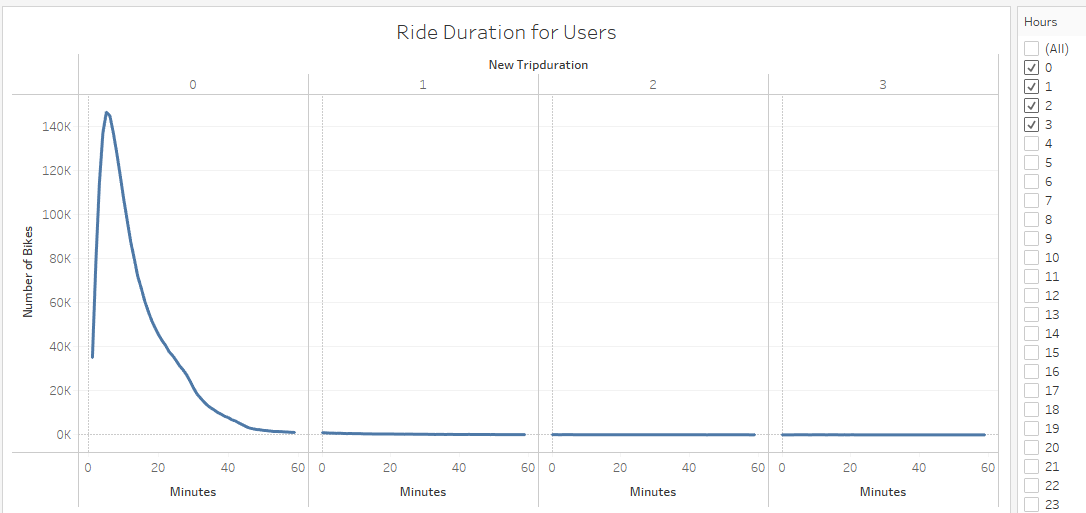 Ride Duration for Users
Hours
New Tripduration
0 1 2 3
Number of Bikes
140K
120K
100K
80K
60K
40K
20K
0K
0 20 40 60 0 20 40 60 0 20 40 60 0 20 40 60
Minutes Minutes Minutes Minutes
(All)
0
1
2
3
4
5
6
7
8
9
10
11
12
13
14
15
16
17
18
19
20
21
22
23